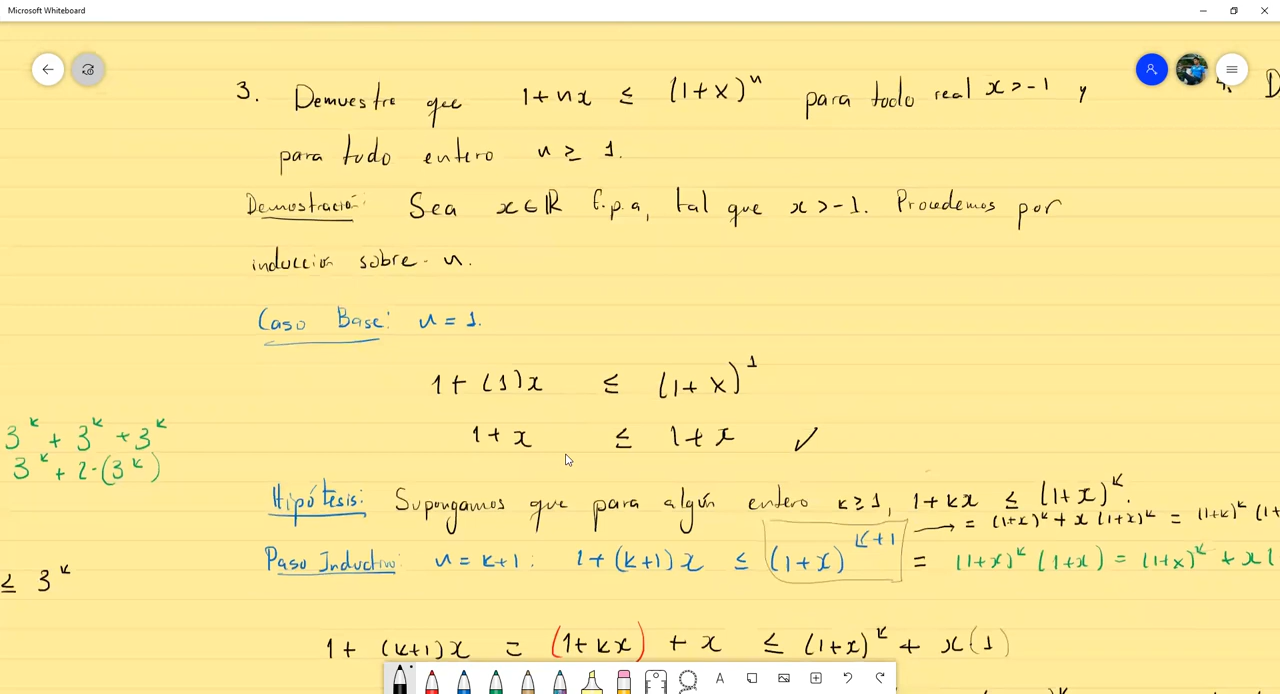 Microsoft Whiteboard
3. Demuestre que 1+nx ≤ (1+x)^n para todo real x>-1 y
para todo entero n ≥ 1.
Demostración: Sea x∈ℝ f.p.a, tal que x>-1. Procedemos por
inducción sobre n.
Caso Base: n=1.
1+(1)x ≤ (1+x)^1
1+x ≤ 1+x ✓
3^k + 3^k + 3^k
3^k + 2·(3^k)
Hipótesis: Supongamos que para algún entero k≥1, 1+kx ≤ (1+x)^k.
= (1+x)^k + x(1+x)^k = (1+x)^k (1+
Paso Inductivo: n=k+1: 1+(k+1)x ≤ (1+x)^{k+1} = (1+x)^k (1+x) = (1+x)^k + x(
≤ 3^k
1+(k+1)x = (1+kx) + x ≤ (1+x)^k + x(1)